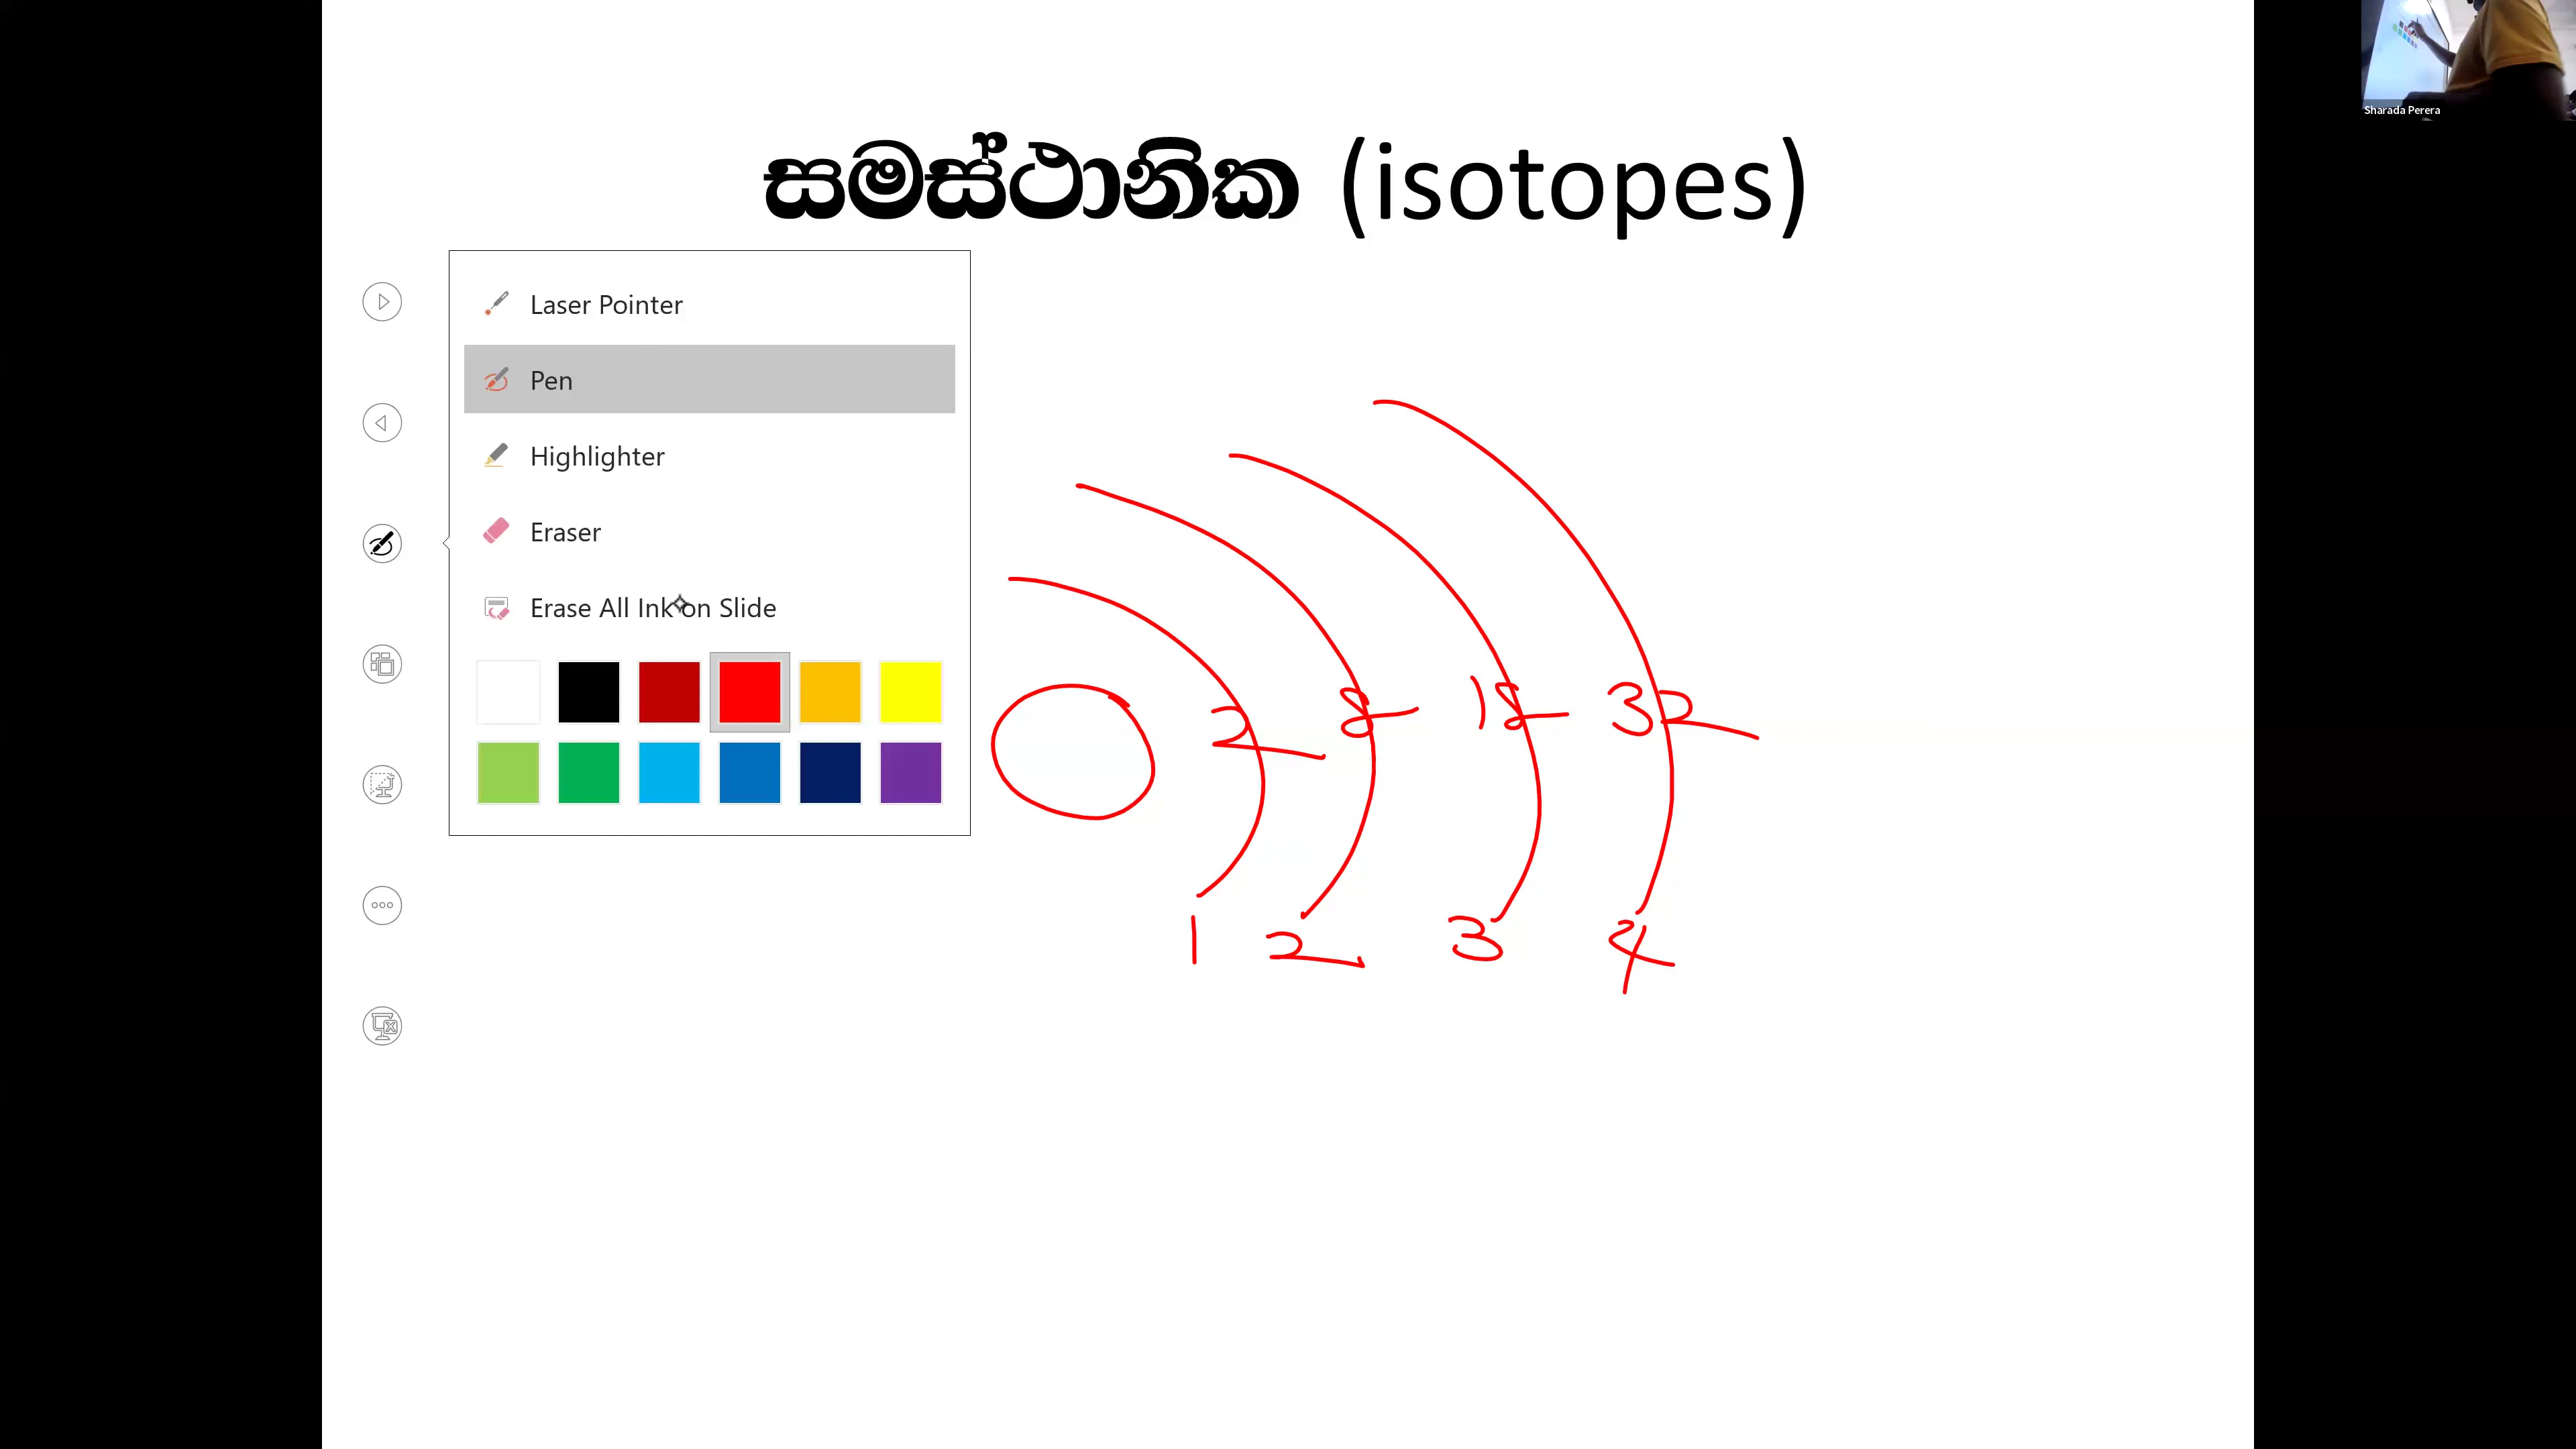 Sharada Perera
සමස්ථානික (isotopes)
Laser Pointer
Pen
Highlighter
Eraser
Erase All Ink on Slide
2 8 18 32
1 2 3 4